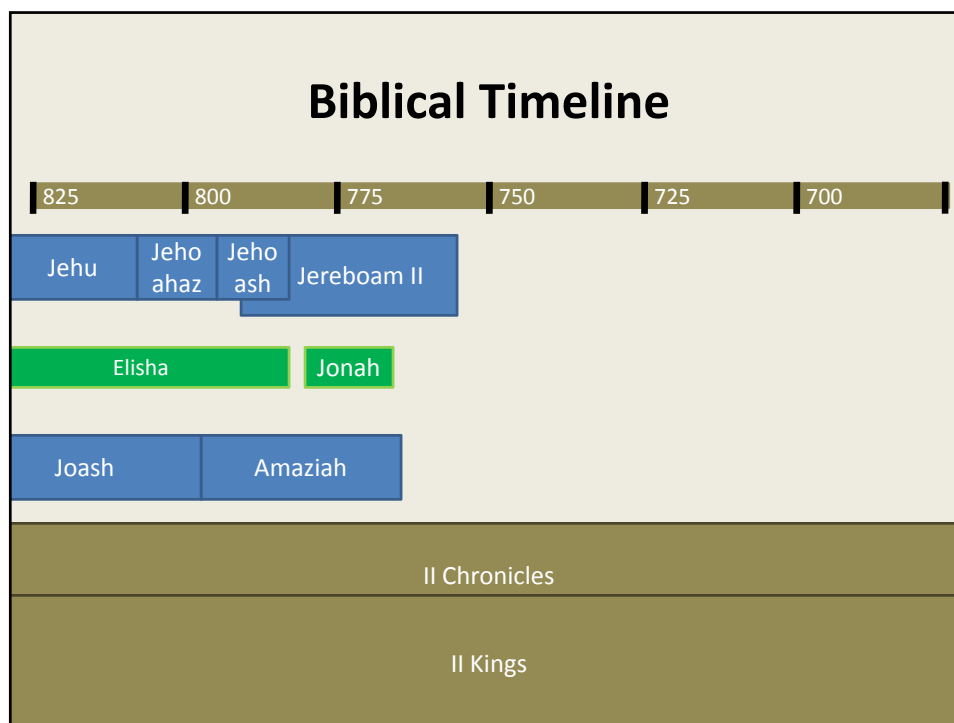 Biblical Timeline
825 800 775 750 725 700
Jehu
Jeho
ahaz
Jeho
ash
Jereboam II
Elisha
Jonah
Joash
Amaziah
II Chronicles
II Kings